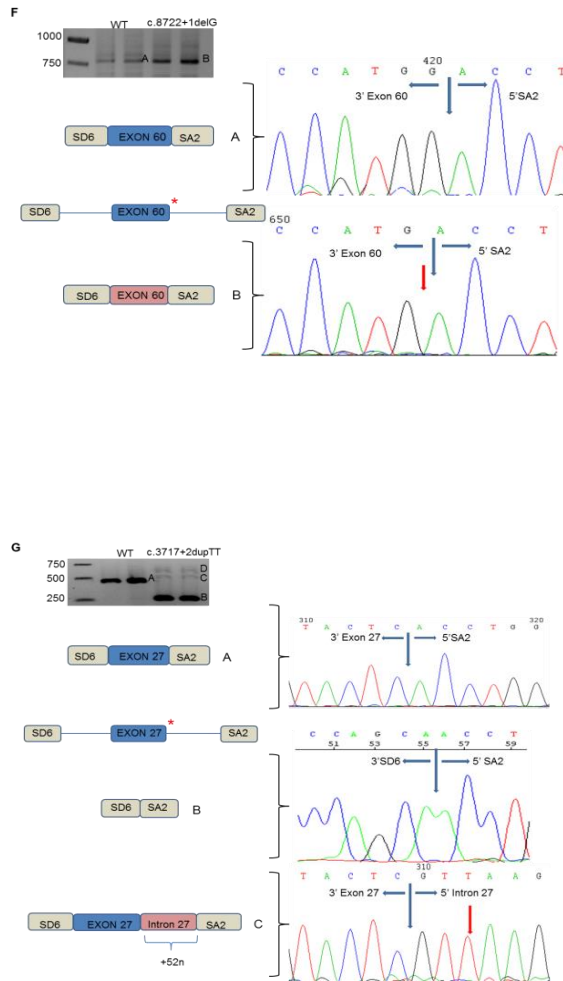 F
WT c.8722+1delG
1000
750
A B
420
C C A T G G A C C T
3' Exon 60 5'SA2
SD6 EXON 60 SA2 A
SD6 EXON 60 * SA2
650
C C A T G A C C T
3' Exon 60 5' SA2
SD6 EXON 60 SA2 B
G
WT c.3717+2dupTT
750
500
250
A D
C
B
310 320
T A C T C A C C T G G
3' Exon 27 5'SA2
SD6 EXON 27 SA2 A
SD6 EXON 27 * SA2
C C A G C A A C C T
51 53 55 57 59
3'SD6 5' SA2
SD6 SA2 B
310
T A C T C G T T A A G
3' Exon 27 5' Intron 27
SD6 EXON 27 Intron 27 SA2 C
+52n